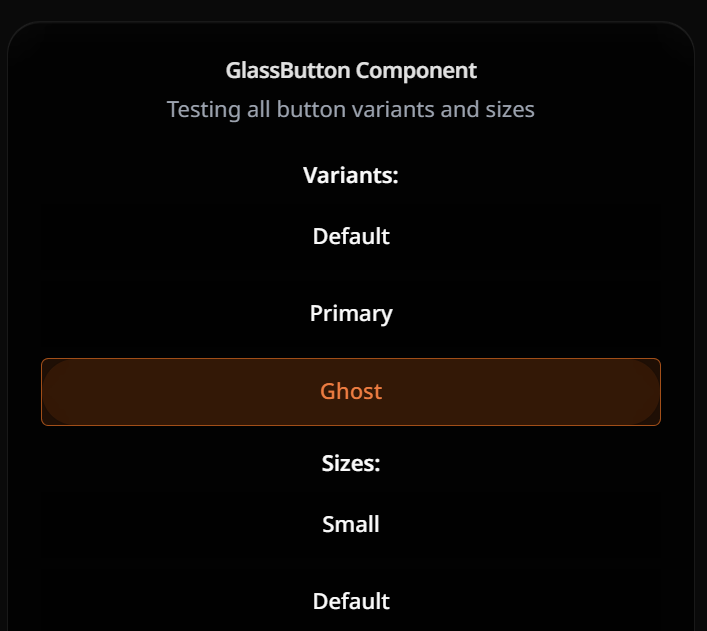 GlassButton Component
Testing all button variants and sizes
Variants:
Default
Primary
Ghost
Sizes:
Small
Default